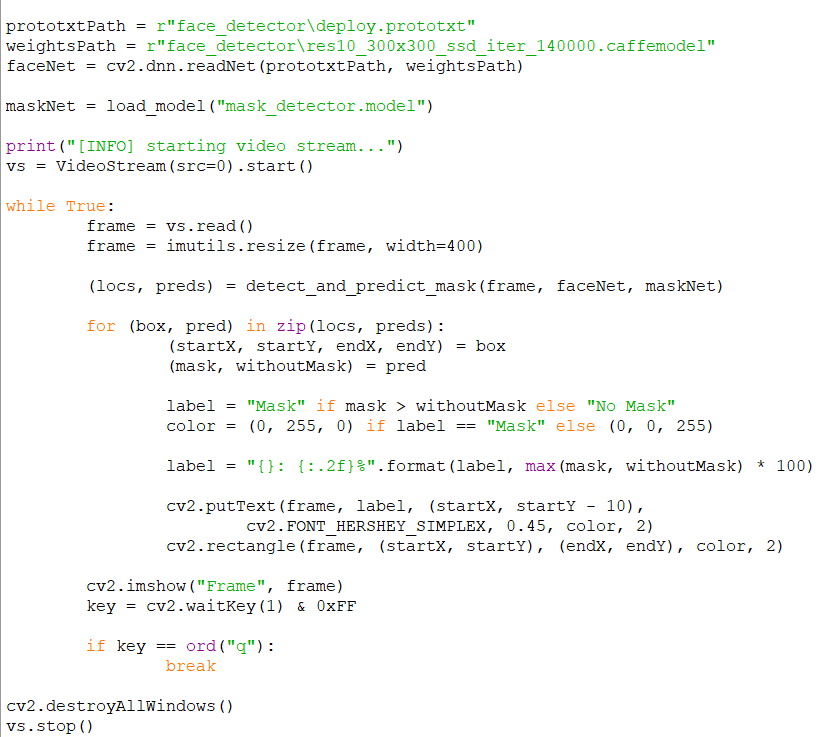 prototxtPath = r"face_detector\deploy.prototxt"
weightsPath = r"face_detector\res10_300x300_ssd_iter_140000.caffemodel"
faceNet = cv2.dnn.readNet(prototxtPath, weightsPath)

maskNet = load_model("mask_detector.model")

print("[INFO] starting video stream...")
vs = VideoStream(src=0).start()

while True:
        frame = vs.read()
        frame = imutils.resize(frame, width=400)

        (locs, preds) = detect_and_predict_mask(frame, faceNet, maskNet)

        for (box, pred) in zip(locs, preds):
                (startX, startY, endX, endY) = box
                (mask, withoutMask) = pred

                label = "Mask" if mask > withoutMask else "No Mask"
                color = (0, 255, 0) if label == "Mask" else (0, 0, 255)

                label = "{}: {:.2f}%".format(label, max(mask, withoutMask) * 100)

                cv2.putText(frame, label, (startX, startY - 10),
                        cv2.FONT_HERSHEY_SIMPLEX, 0.45, color, 2)
                cv2.rectangle(frame, (startX, startY), (endX, endY), color, 2)

        cv2.imshow("Frame", frame)
        key = cv2.waitKey(1) & 0xFF

        if key == ord("q"):
                break

cv2.destroyAllWindows()
vs.stop()